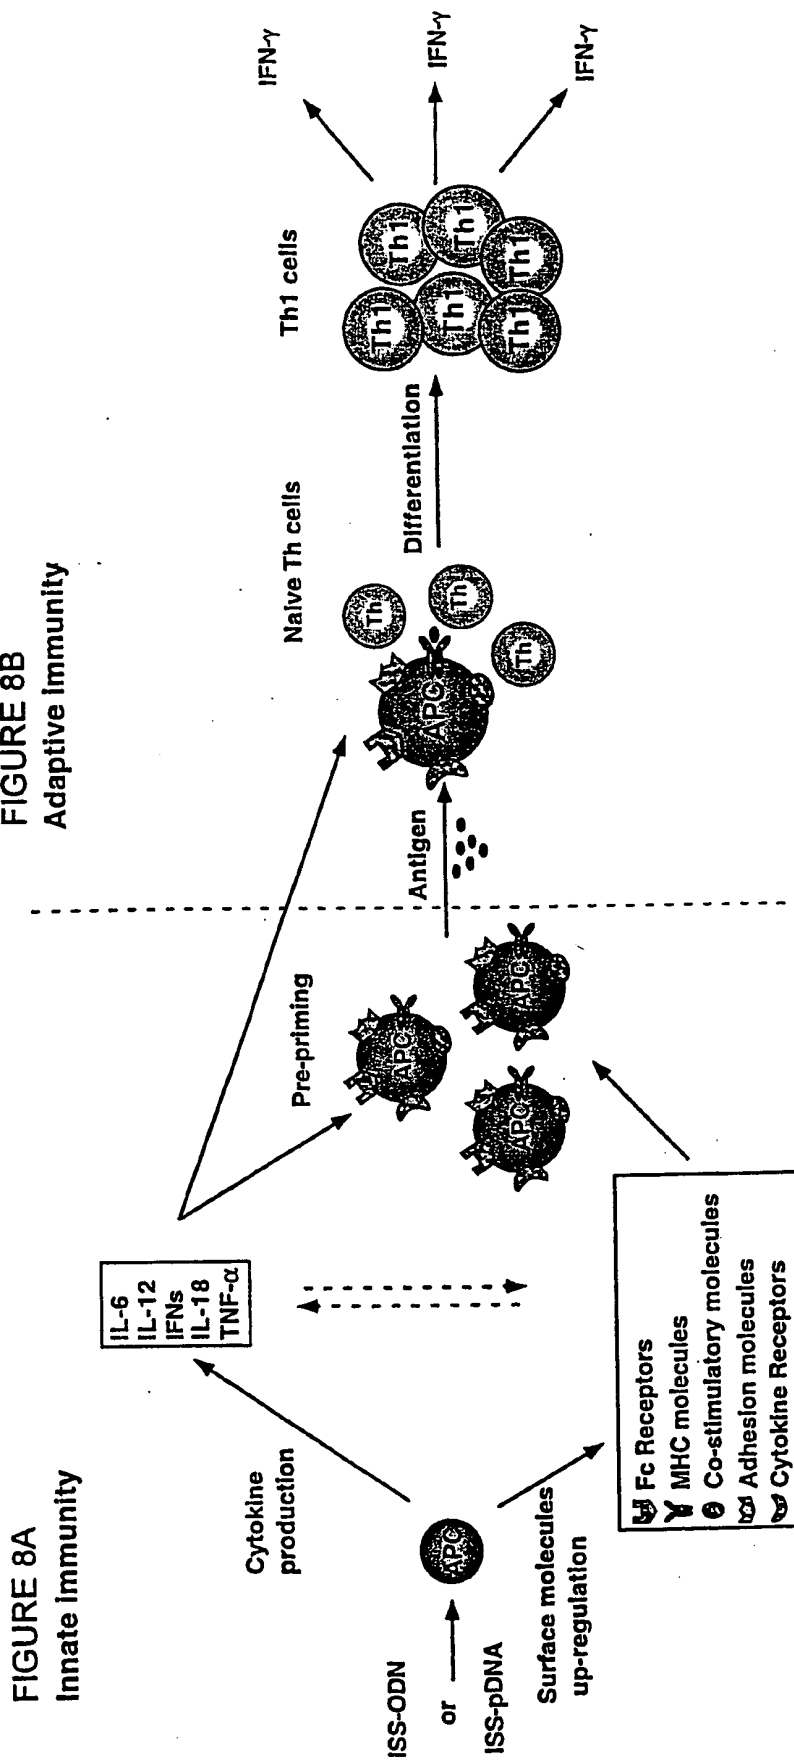 FIGURE 8A
Innate Immunity
ISS-ODN
or
ISS-pDNA
APC
Cytokine
production
Surface molecules
up-regulation
IL-6
IL-12
IFNs
IL-18
TNF-α
Fc Receptors
MHC molecules
Co-stimulatory molecules
Adhesion molecules
Cytokine Receptors
Pre-priming
APC
APC
APC
FIGURE 8B
Adaptive Immunity
Antigen
APC
Naive Th cells
Th
Th
Th
Differentiation
Th1 cells
Th1
Th1
Th1
Th1
Th1
Th1
IFN-γ
IFN-γ
IFN-γ